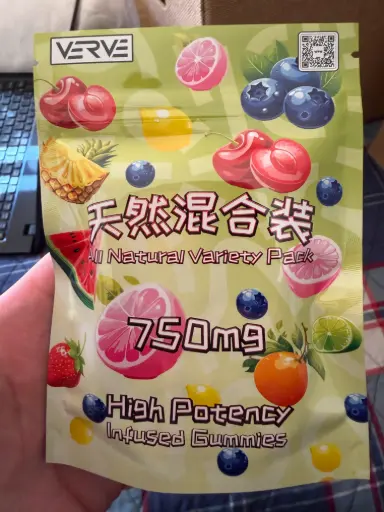 VERVE
天然混合装
All Natural Variety Pack
750mg
High Potency
Infused Gummies